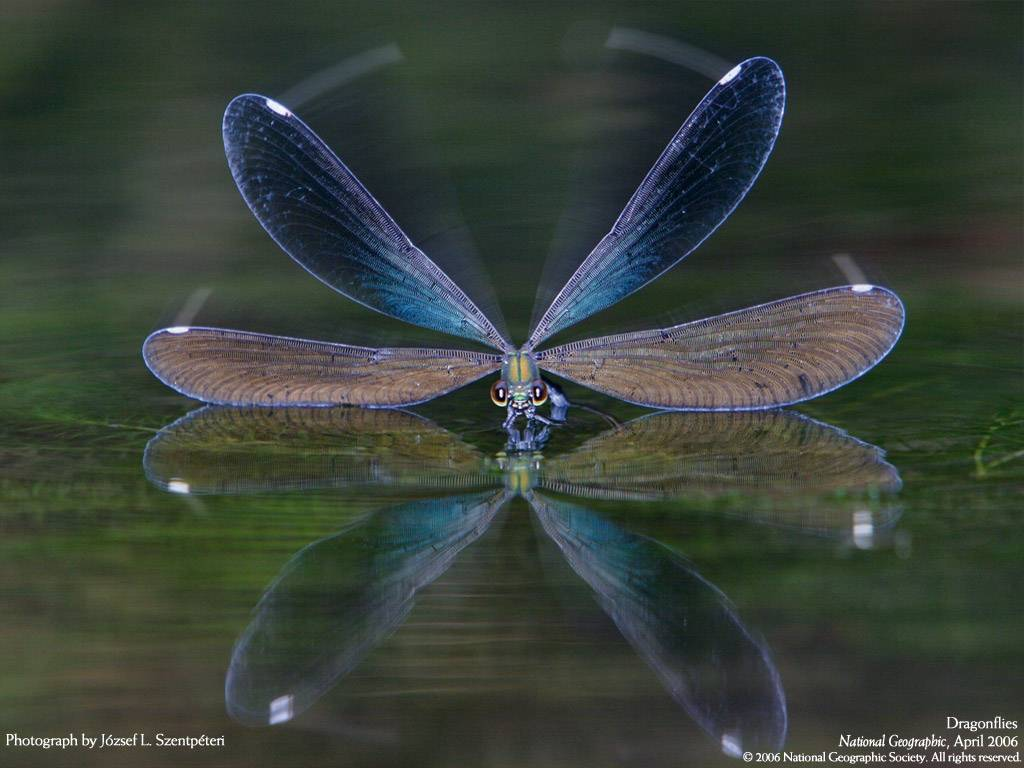 Photograph by József L. Szentpéteri
Dragonflies
National Geographic, April 2006
© 2006 National Geographic Society. All rights reserved.